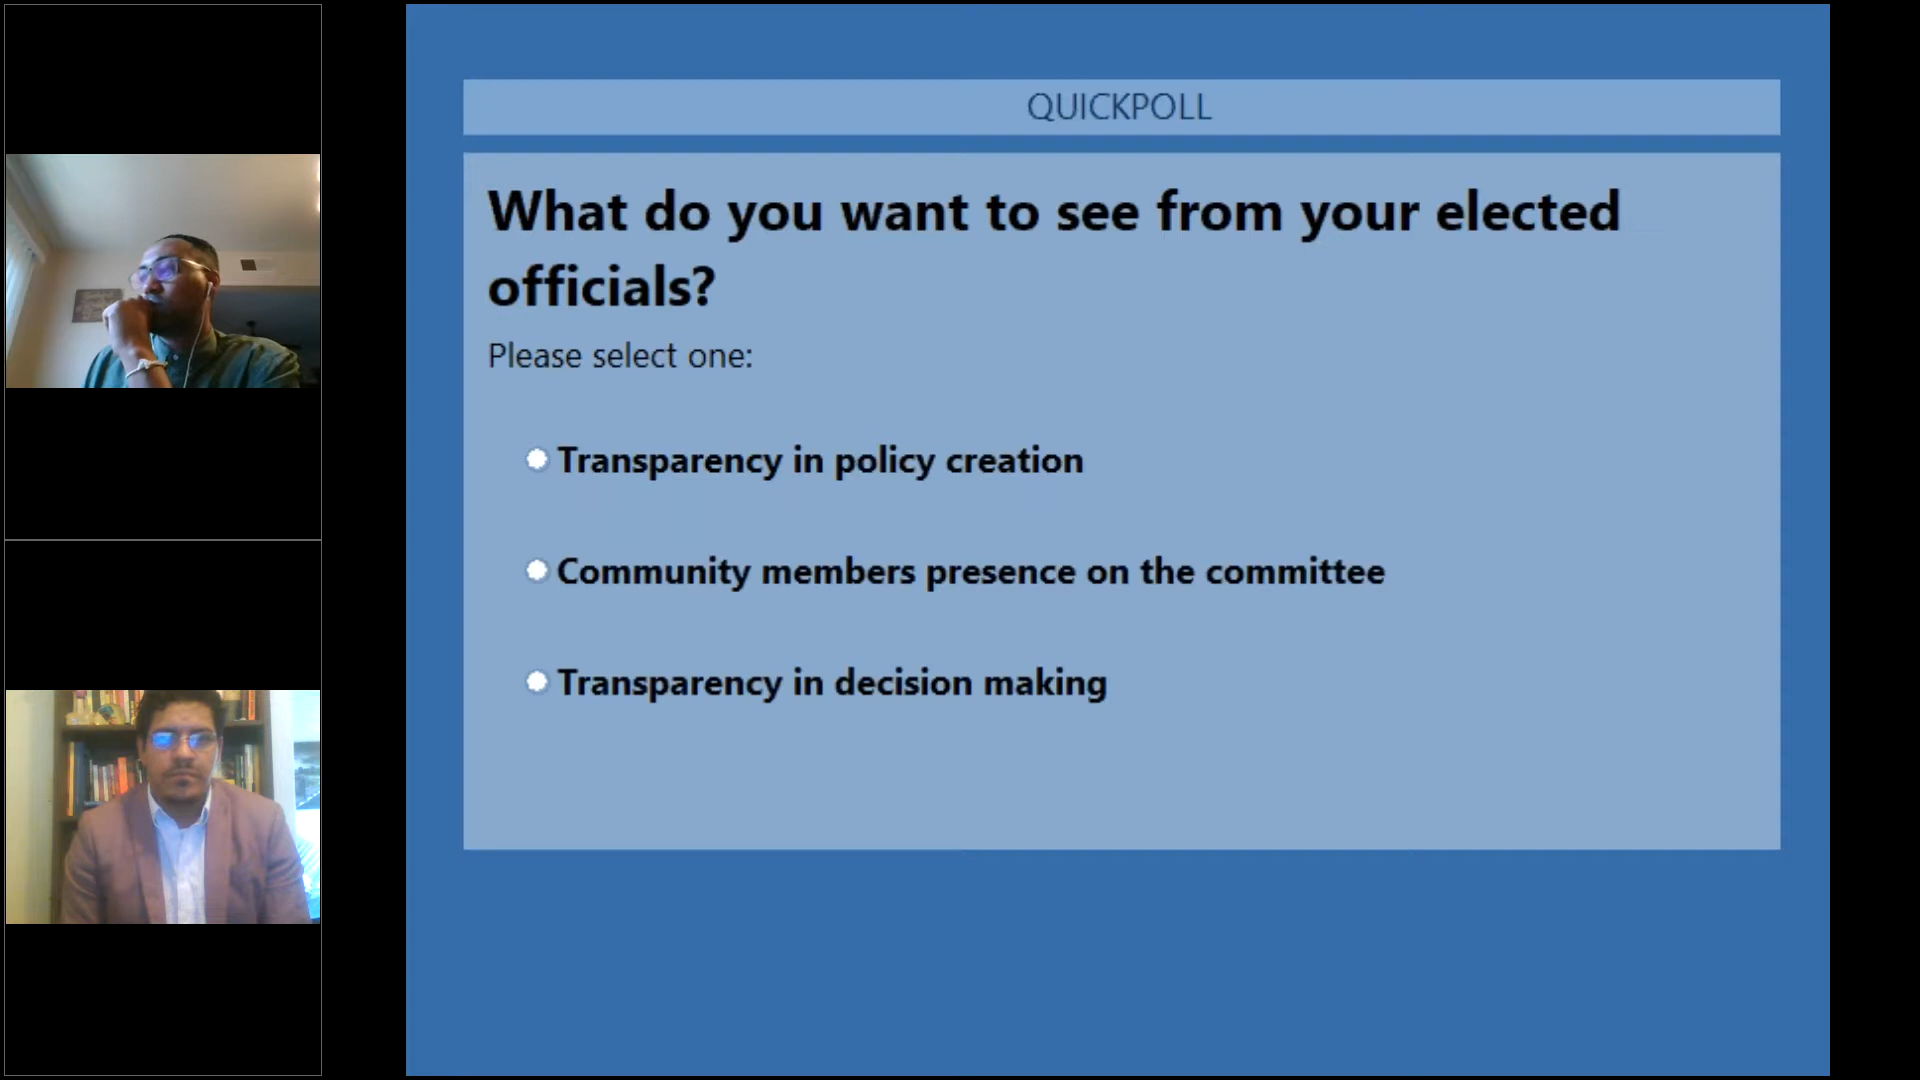 QUICKPOLL
What do you want to see from your elected
officials?
Please select one:
Transparency in policy creation
Community members presence on the committee
Transparency in decision making